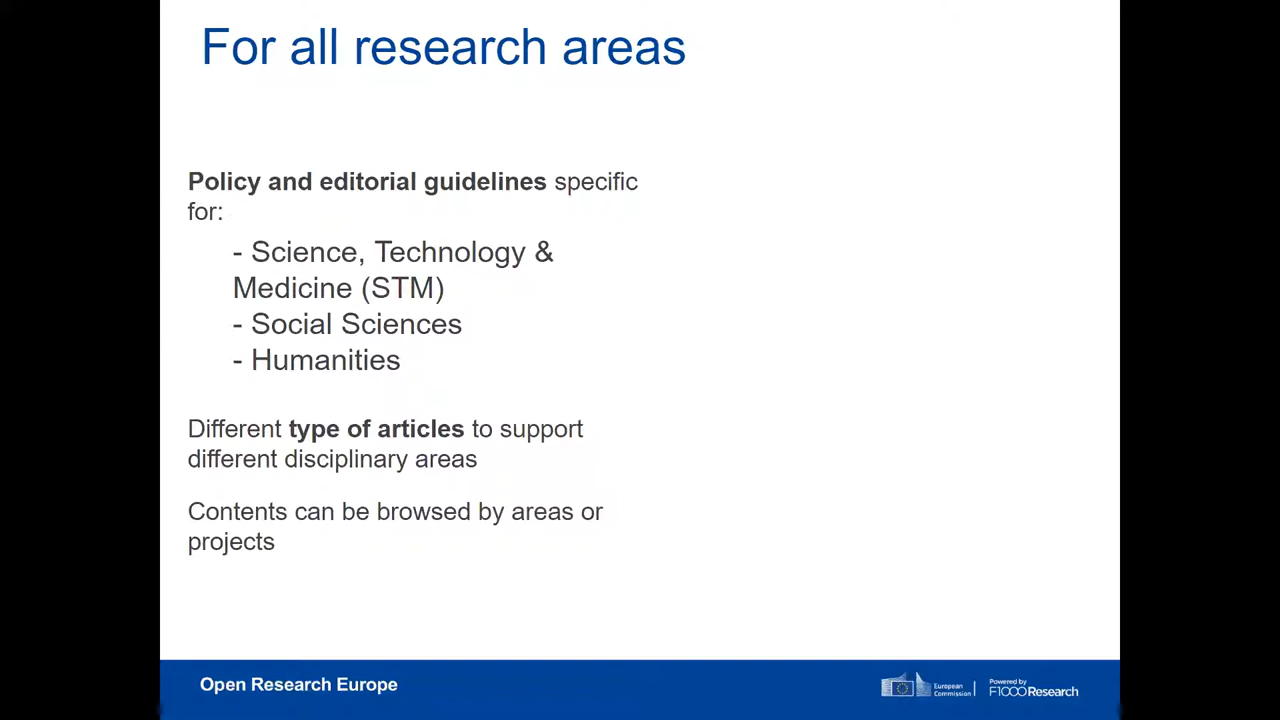 For all research areas
Policy and editorial guidelines specific
for:
- Science, Technology &
Medicine (STM)
- Social Sciences
- Humanities
Different type of articles to support
different disciplinary areas
Contents can be browsed by areas or
projects
Open Research Europe
European
Commission
Powered by
F1000Research